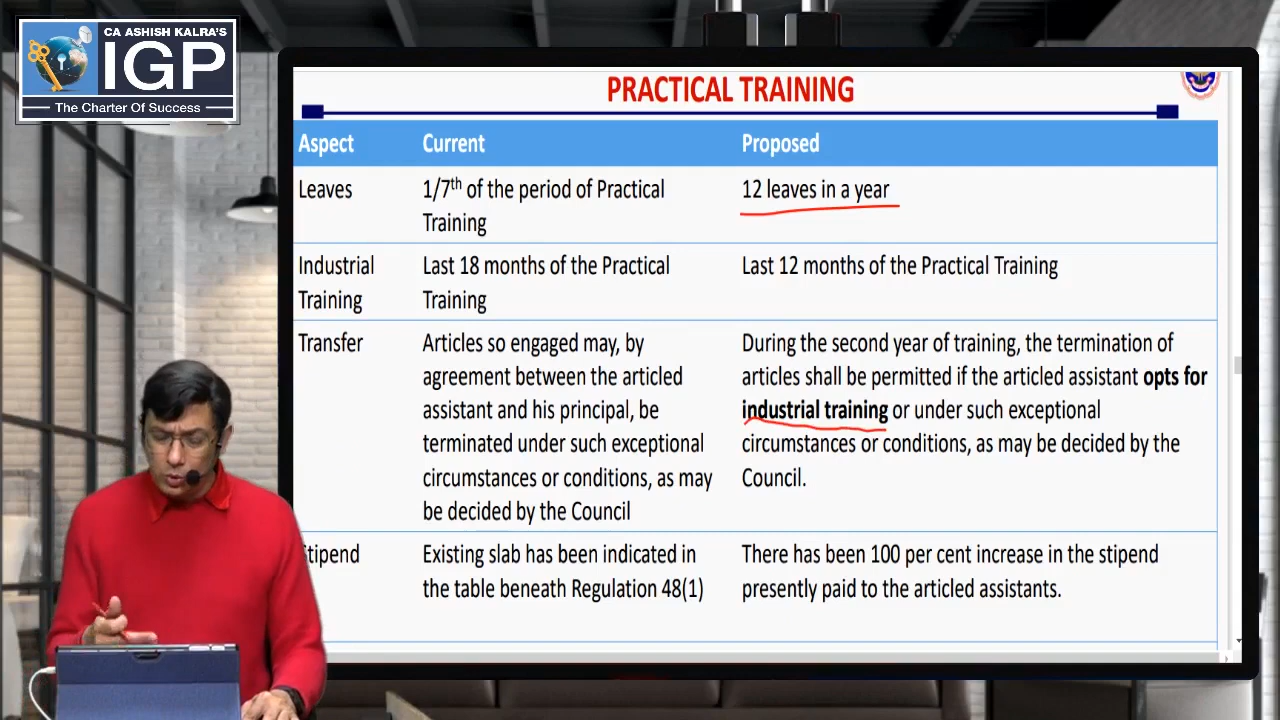 CA ASHISH KALRA'S
IGP
The Charter Of Success
PRACTICAL TRAINING
Aspect Current Proposed
Leaves 1/7th of the period of Practical Training 12 leaves in a year
Industrial Training Last 18 months of the Practical Training Last 12 months of the Practical Training
Transfer
Articles so engaged may, by
agreement between the articled
assistant and his principal, be
terminated under such exceptional
circumstances or conditions, as may
be decided by the Council
During the second year of training, the termination of
articles shall be permitted if the articled assistant opts for
industrial training or under such exceptional
circumstances or conditions, as may be decided by the
Council.
Stipend
Existing slab has been indicated in
the table beneath Regulation 48(1)
There has been 100 per cent increase in the stipend
presently paid to the articled assistants.